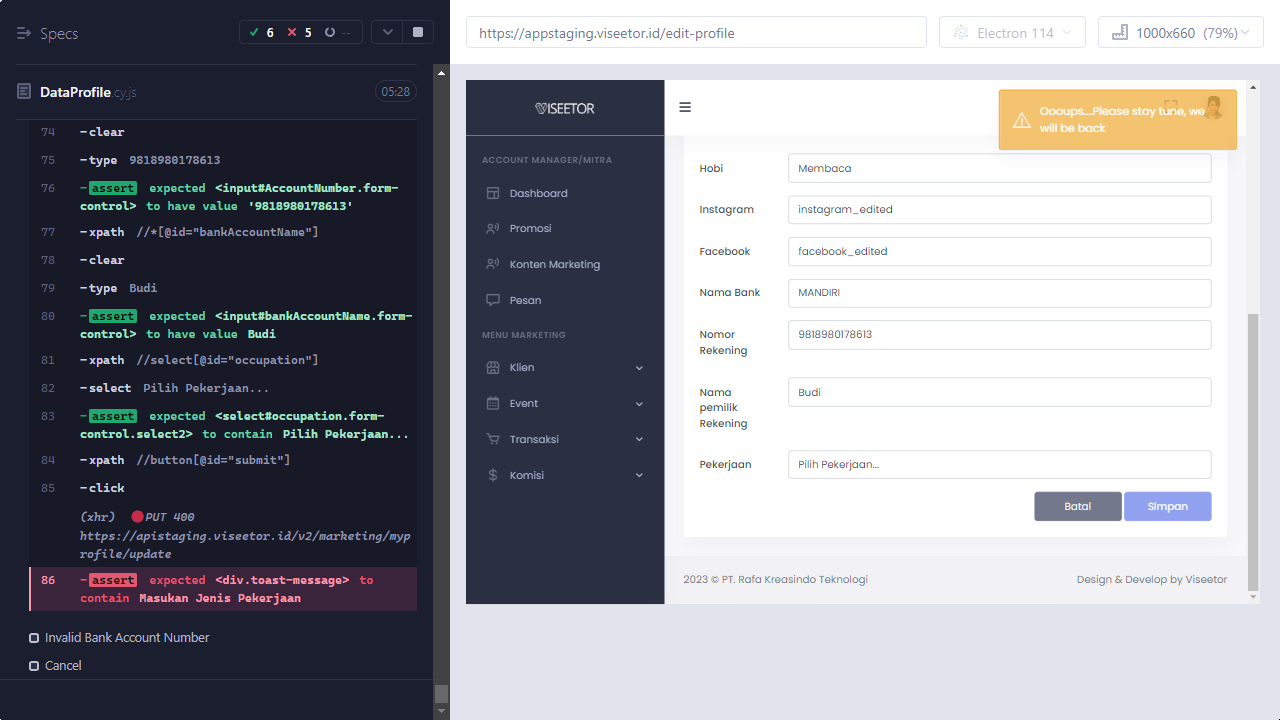 Specs
6 5 --
DataProfile.cy.js 05:28
74 -clear
75 -type 9818980178613
76 -assert expected <input#AccountNumber.form-
control> to have value '9818980178613'
77 -xpath //*[@id="bankAccountName"]
78 -clear
79 -type Budi
80 -assert expected <input#bankAccountName.form-
control> to have value Budi
81 -xpath //select[@id="occupation"]
82 -select Pilih Pekerjaan...
83 -assert expected <select#occupation.form-
control.select2> to contain Pilih Pekerjaan...
84 -xpath //button[@id="submit"]
85 -click
(xhr) PUT 400
https://apistaging.viseetor.id/v2/marketing/myp
rofile/update
86 -assert expected <div.toast-message> to
contain Masukan Jenis Pekerjaan
Invalid Bank Account Number
Cancel
https://appstaging.viseetor.id/edit-profile
Electron 114
1000x660 (79%)
VISEETOR
ACCOUNT MANAGER/MITRA
Dashboard
Promosi
Konten Marketing
Pesan
MENU MARKETING
Klien
Event
Transaksi
Komisi
Oooups...Please stay tune, we
will be back
Hobi Membaca
Instagram instagram_edited
Facebook facebook_edited
Nama Bank MANDIRI
Nomor
Rekening 9818980178613
Nama
pemilik
Rekening Budi
Pekerjaan Pilih Pekerjaan...
Batal Simpan
2023 © PT. Rafa Kreasindo Teknologi Design & Develop by Viseetor